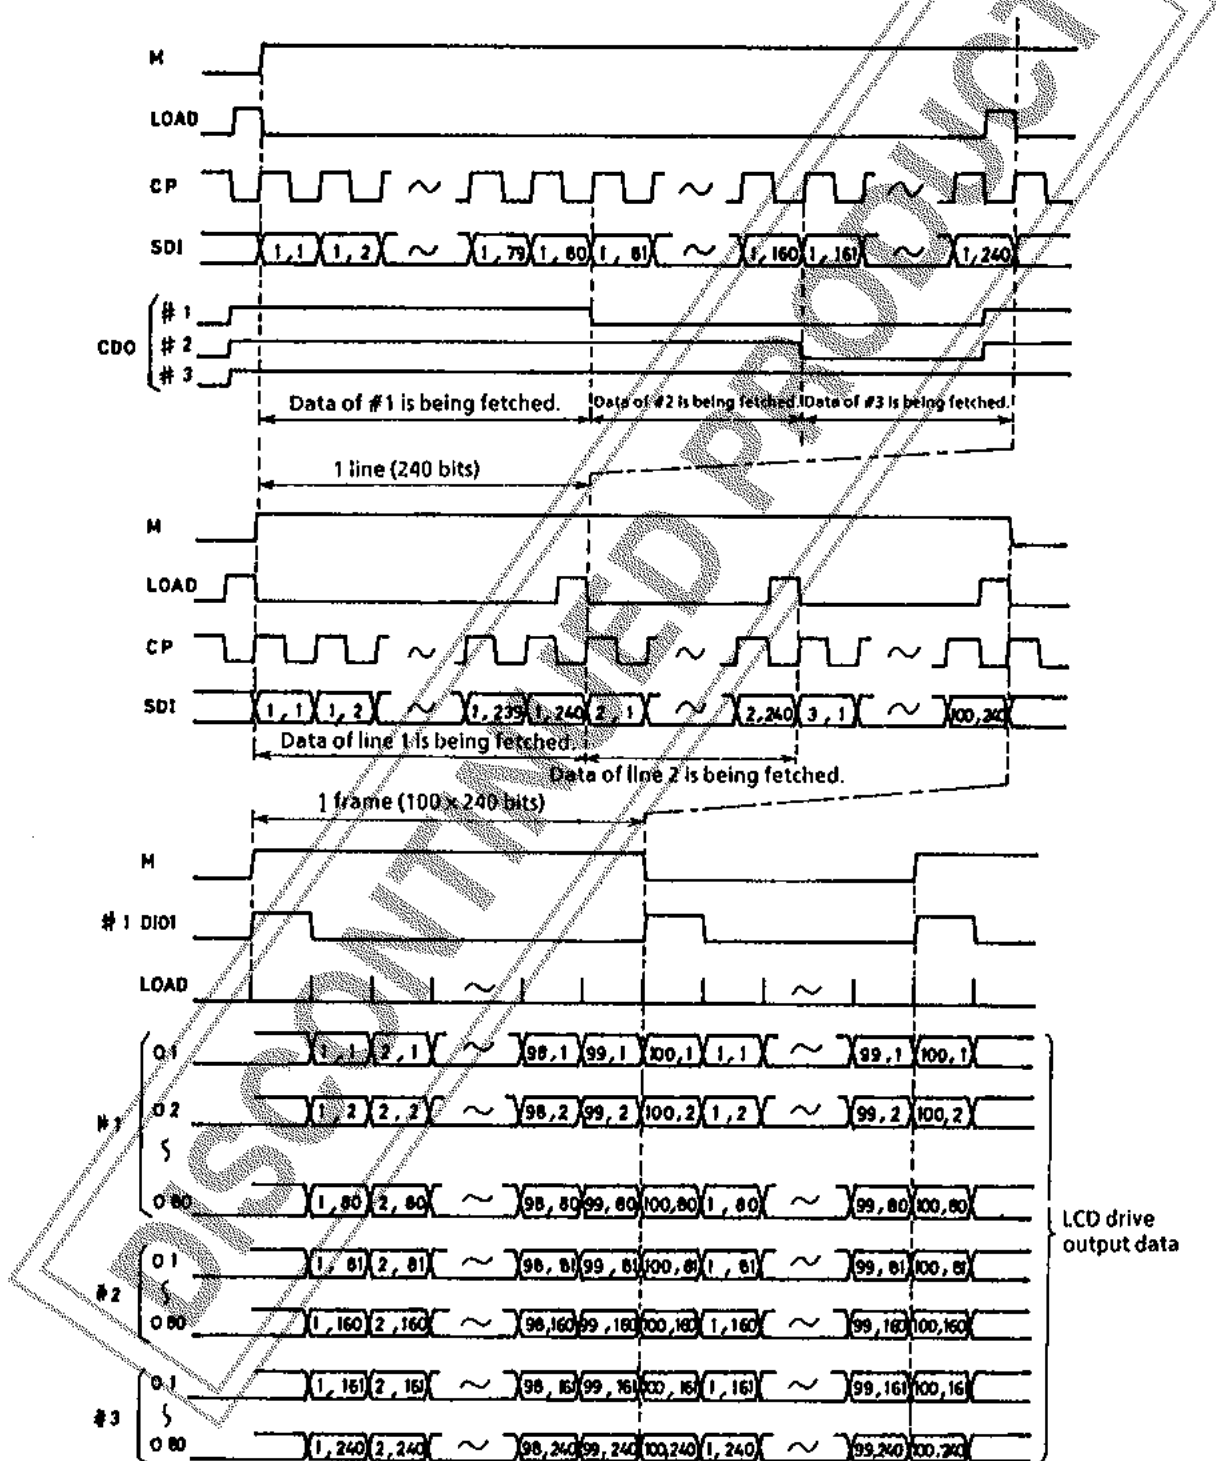 M
LOAD
CP
SDI 1,1 1,2 ~ 1,79 1,80 1,81 ~ 1,160 1,161 ~ 1,240
CDO
#1
#2
#3
Data of #1 is being fetched. Data of #2 is being fetched. Data of #3 is being fetched.
1 line (240 bits)
M
LOAD
CP
SDI 1,1 1,2 ~ 1,239 1,240 2,1 ~ 2,240 3,1 ~ 100,240
Data of line 1 is being fetched.
Data of line 2 is being fetched.
1 frame (100 x 240 bits)
M
#1 DIO1
LOAD
#1
O 1 1,1 2,1 ~ 98,1 99,1 100,1 1,1 ~ 99,1 100,1
O 2 1,2 2,2 ~ 98,2 99,2 100,2 1,2 ~ 99,2 100,2
O 80 1,80 2,80 ~ 98,80 99,80 100,80 1,80 ~ 99,80 100,80
LCD drive
output data
#2
O 1 1,81 2,81 ~ 98,81 99,81 100,81 1,81 ~ 99,81 100,81
O 80 1,160 2,160 ~ 98,160 99,160 100,160 1,160 ~ 99,160 100,160
#3
O 1 1,161 2,161 ~ 98,161 99,161 100,161 1,161 ~ 99,161 100,161
O 80 1,240 2,240 ~ 98,240 99,240 100,240 1,240 ~ 99,240 100,240
DISCONTINUED PRODUCT